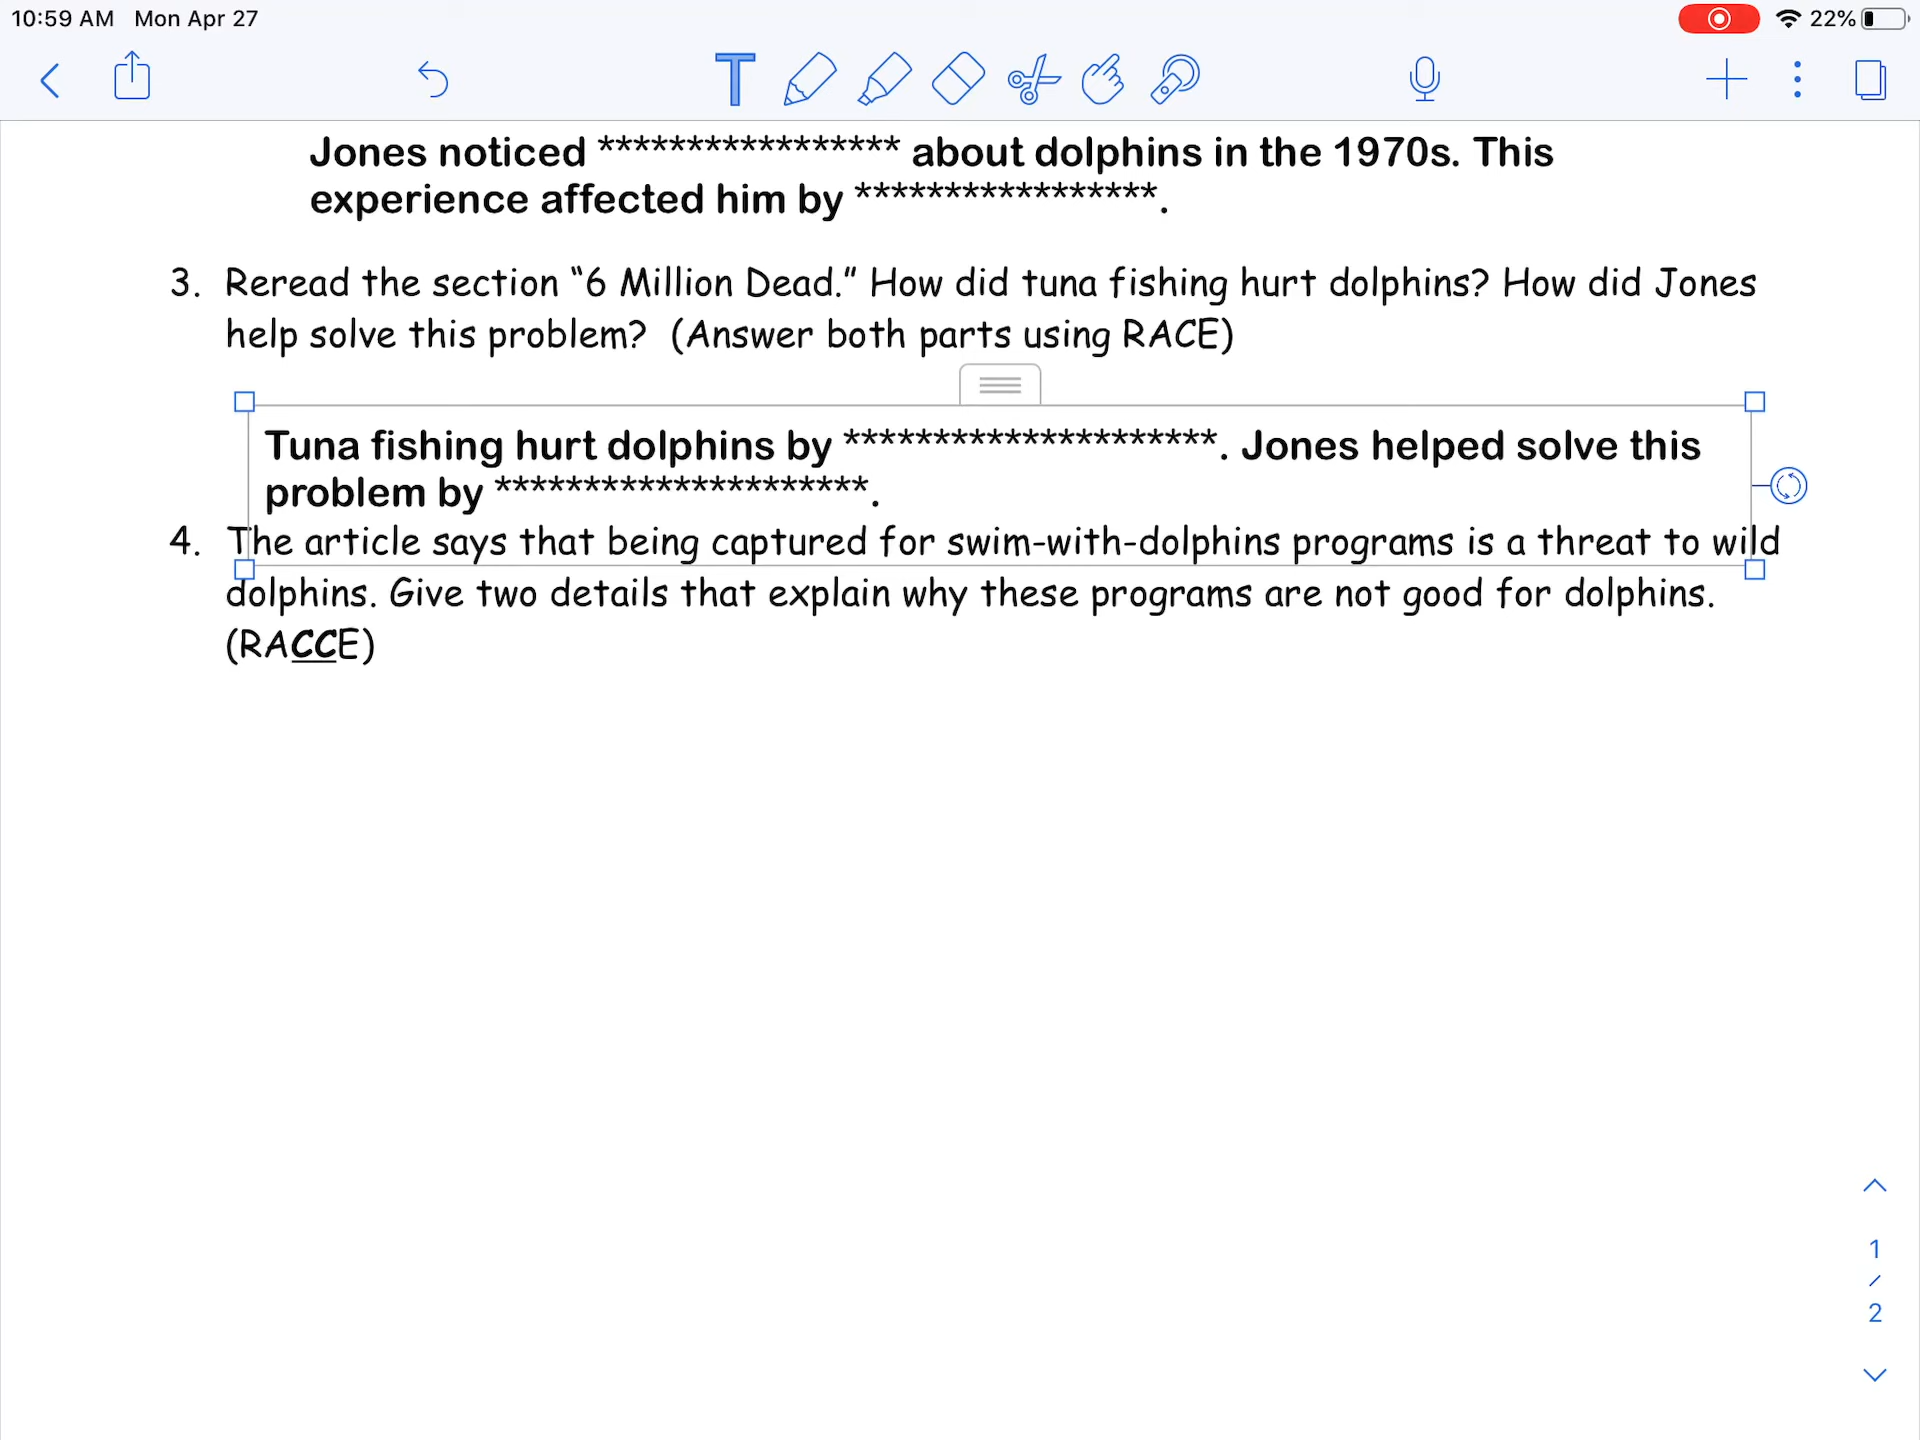 10:59 AM Mon Apr 27
22%
Jones noticed ***************** about dolphins in the 1970s. This
experience affected him by *****************.
3. Reread the section “6 Million Dead.” How did tuna fishing hurt dolphins? How did Jones
help solve this problem? (Answer both parts using RACE)
Tuna fishing hurt dolphins by *********************. Jones helped solve this
problem by *********************.
4. The article says that being captured for swim-with-dolphins programs is a threat to wild
dolphins. Give two details that explain why these programs are not good for dolphins.
(RACCE)
1
/
2